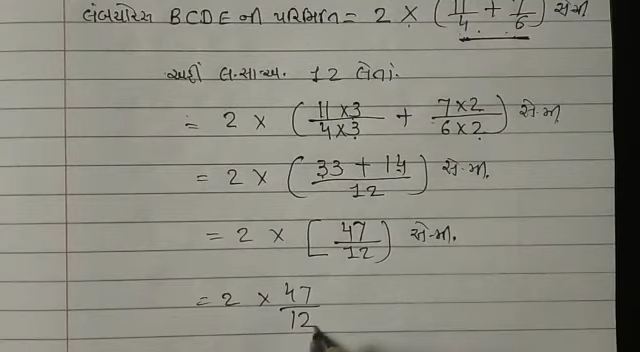 લંબચોરસ BCDE ની પરિમિતિ = 2 × (11/4 + 7/6) સેમી
અહીં લ.સા.અ. 12 લેતાં.
= 2 × (11×3/4×3 + 7×2/6×2) સે.મી
= 2 × (33 + 14/12) સે.મી.
= 2 × [47/12) સે.મી.
= 2 × 47/12